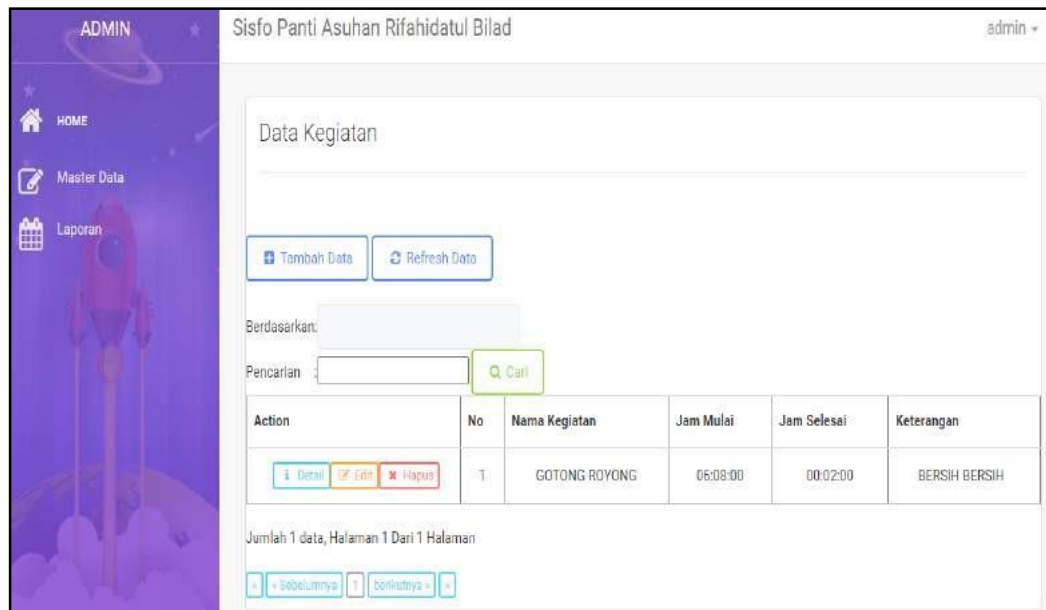 ADMIN
HOME
Master Data
Laporan
Sisfo Panti Asuhan Rifahidatul Bilad
admin
Data Kegiatan
Tambah Data
Refresh Data
Berdasarkan:
Pencarian :
Cari
Action No Nama Kegiatan Jam Mulai Jam Selesai Keterangan
Detail Edit Hapus 1 GOTONG ROYONG 06:08:00 00:02:00 BERSIH BERSIH
Jumlah 1 data, Halaman 1 Dari 1 Halaman
« Sebelumnya 1 berikutnya »